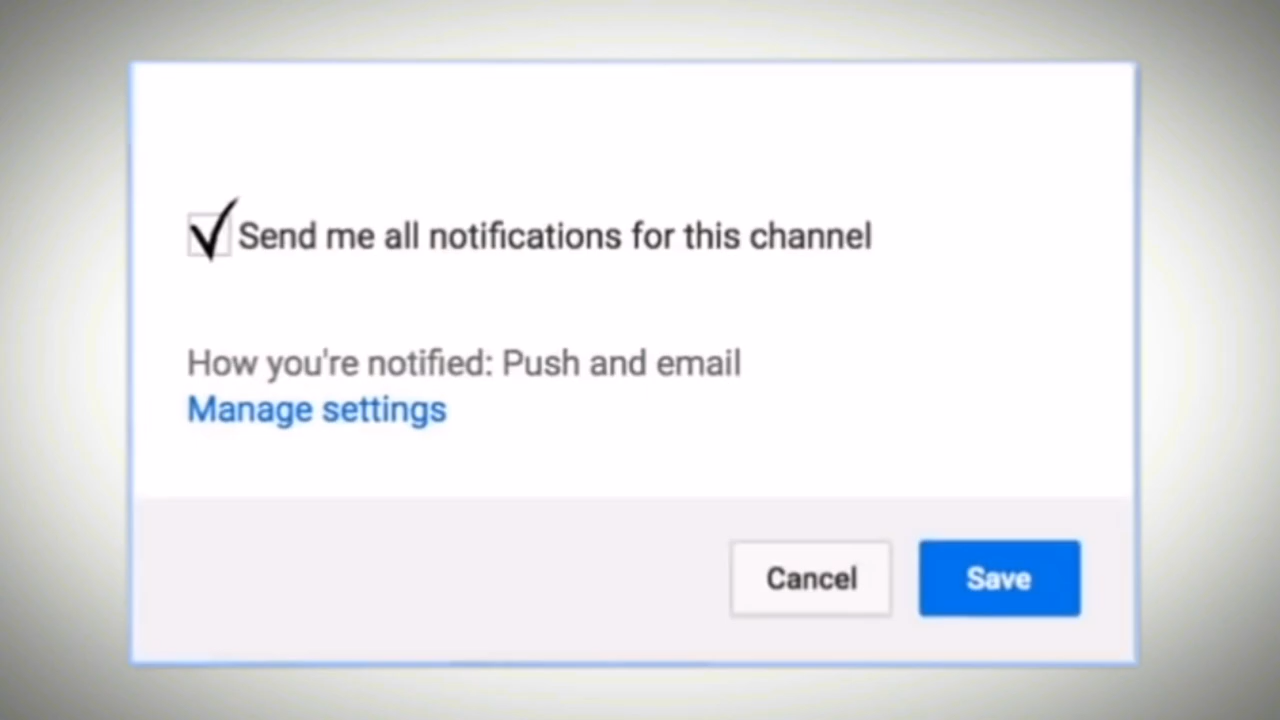 Send me all notifications for this channel
How you're notified: Push and email
Manage settings
Cancel
Save